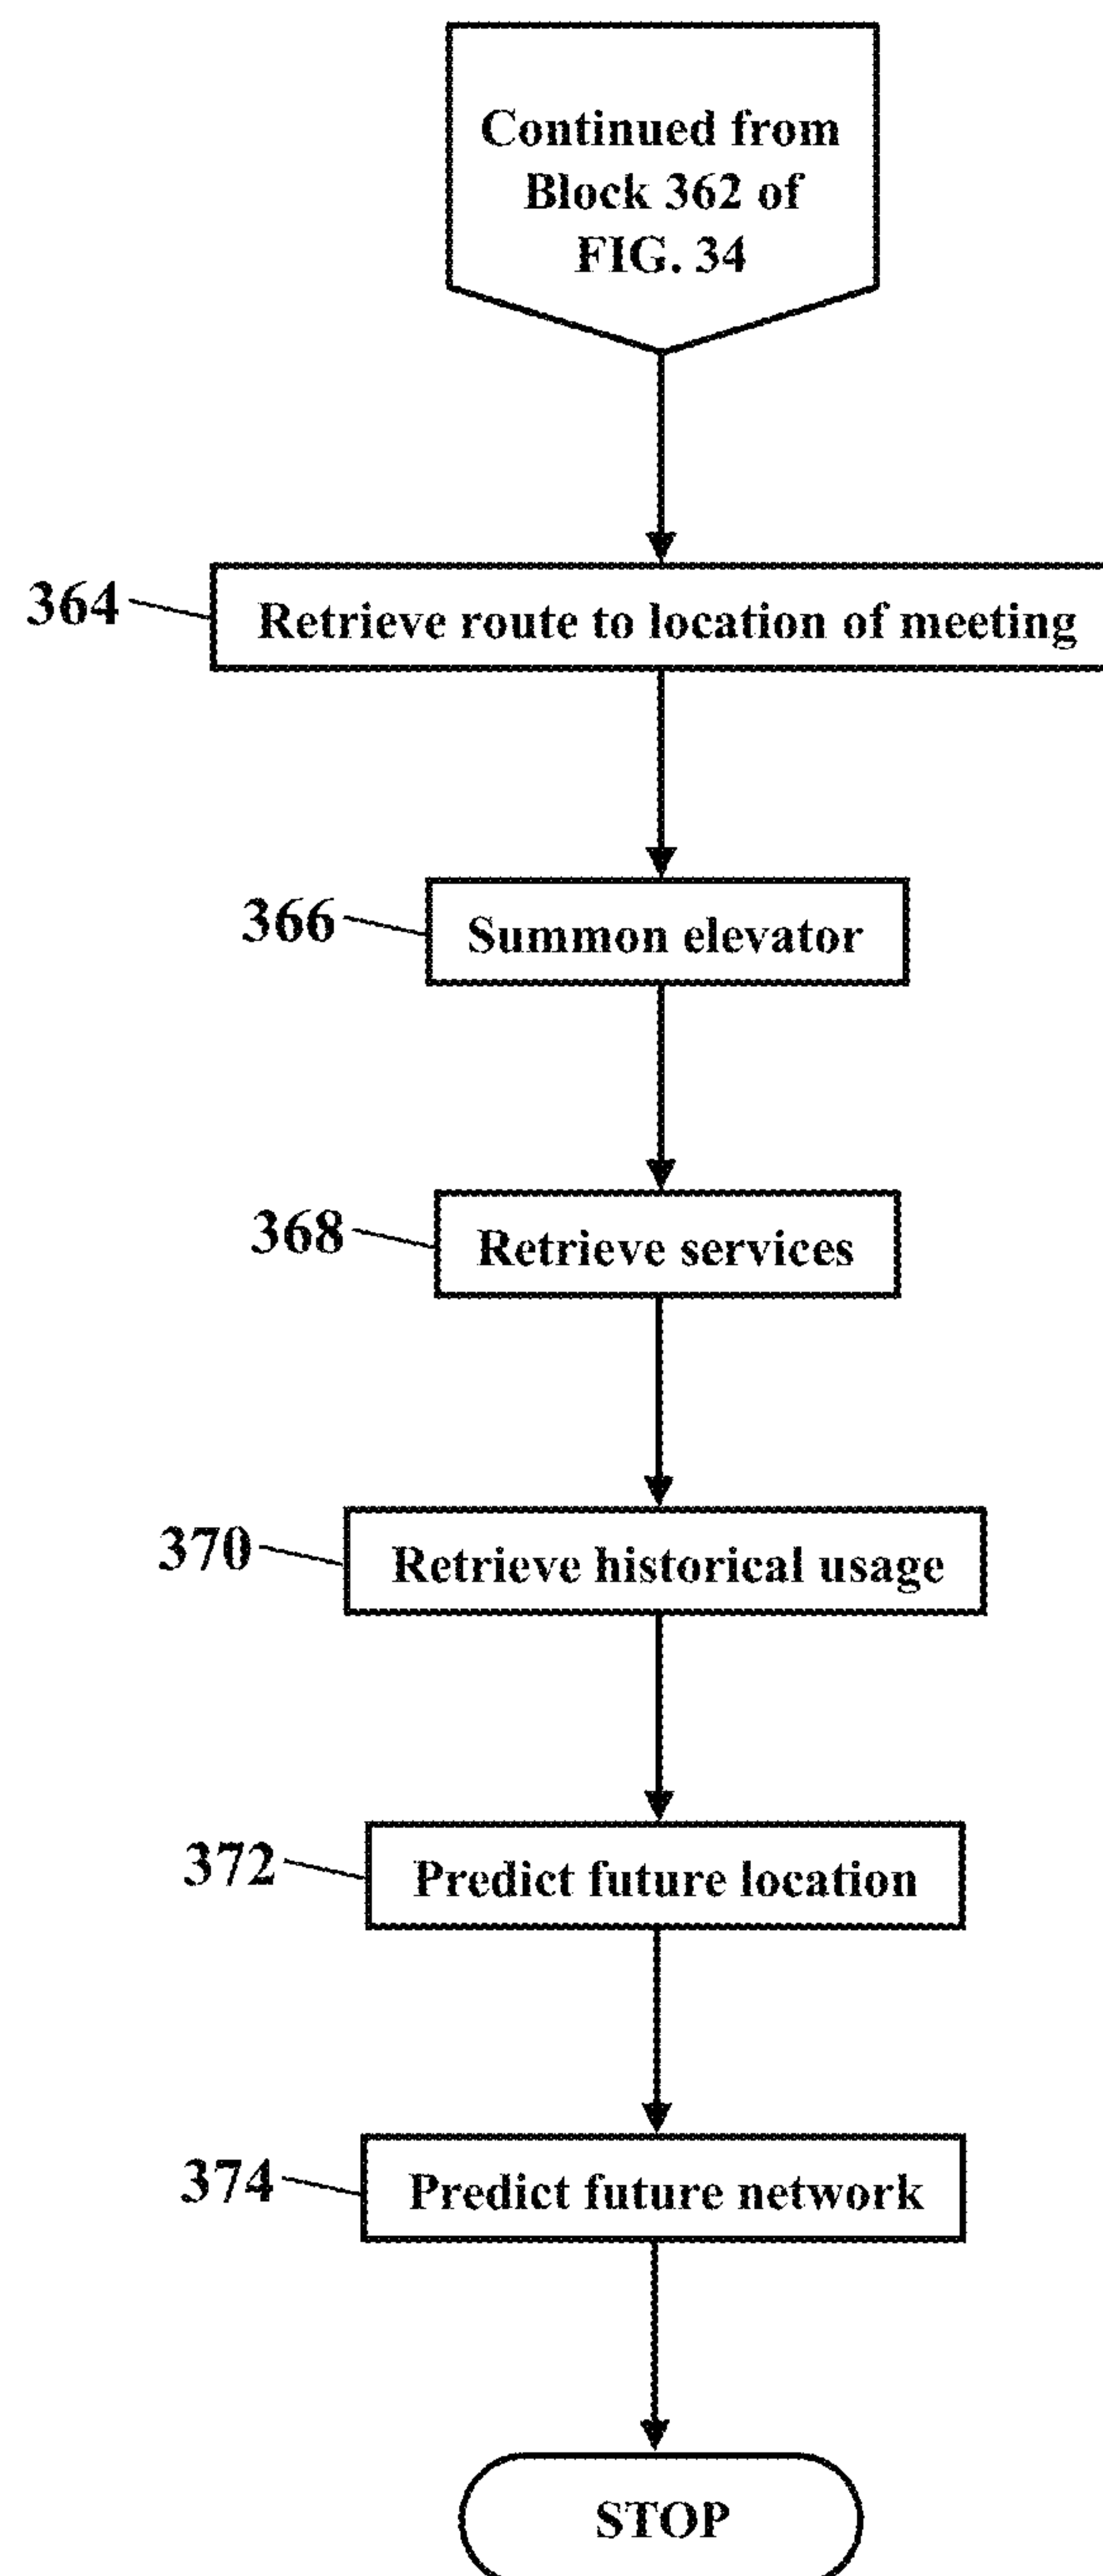 Continued from
Block 362 of
FIG. 34
364 Retrieve route to location of meeting
366 Summon elevator
368 Retrieve services
370 Retrieve historical usage
372 Predict future location
374 Predict future network
STOP